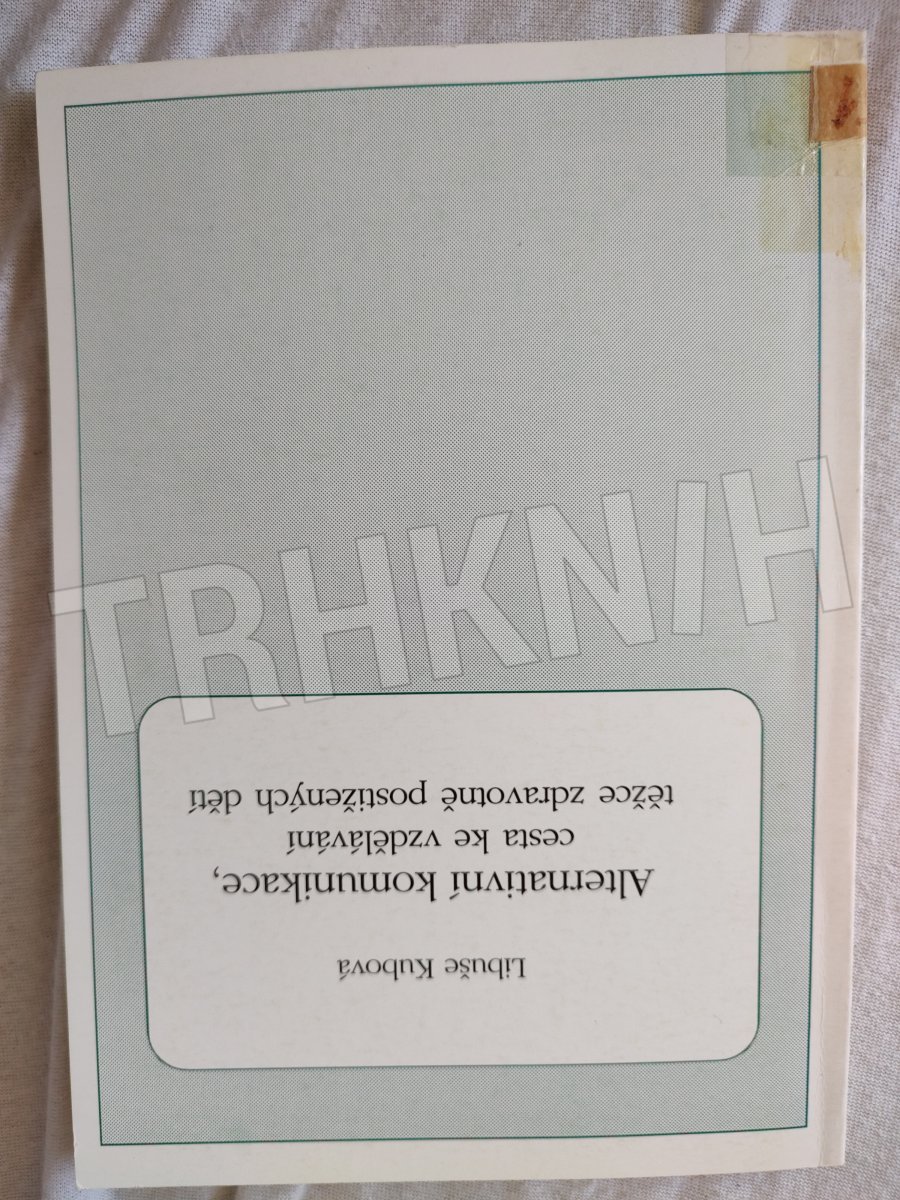 Libuše Kubová
Alternativní komunikace,
cesta ke vzdělávání
těžce zdravotně postižených dětí
TRHKNIH